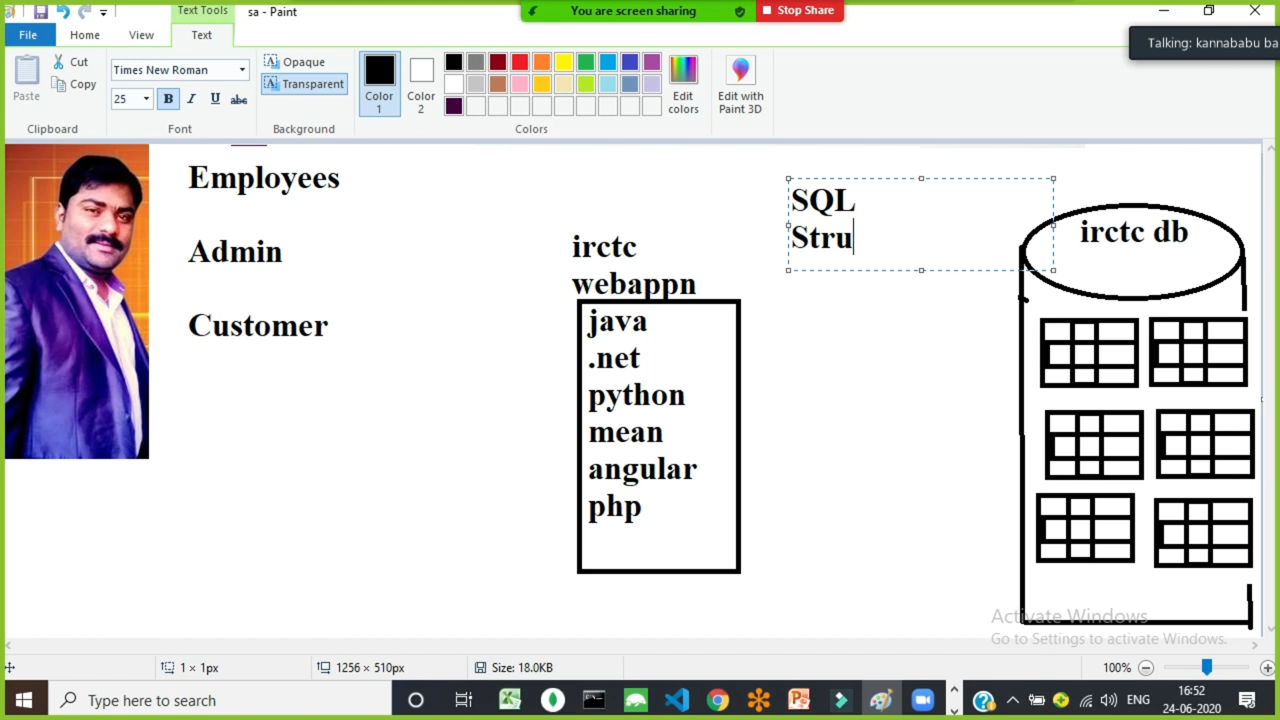 Text Tools
sa - Paint
You are screen sharing
Stop Share
File
Home
View
Text
Talking: kannababu ba
Paste
Cut
Copy
Clipboard
Times New Roman
25
B I U abc
Font
Opaque
Transparent
Background
Color 1
Color 2
Edit colors
Edit with Paint 3D
Colors
Employees
Admin
Customer
irctc
webappn
java
.net
python
mean
angular
php
SQL
Stru
irctc db
Activate Windows
Go to Settings to activate Windows.
1 × 1px
1256 × 510px
Size: 18.0KB
100%
Type here to search
ENG
16:52
24-06-2020